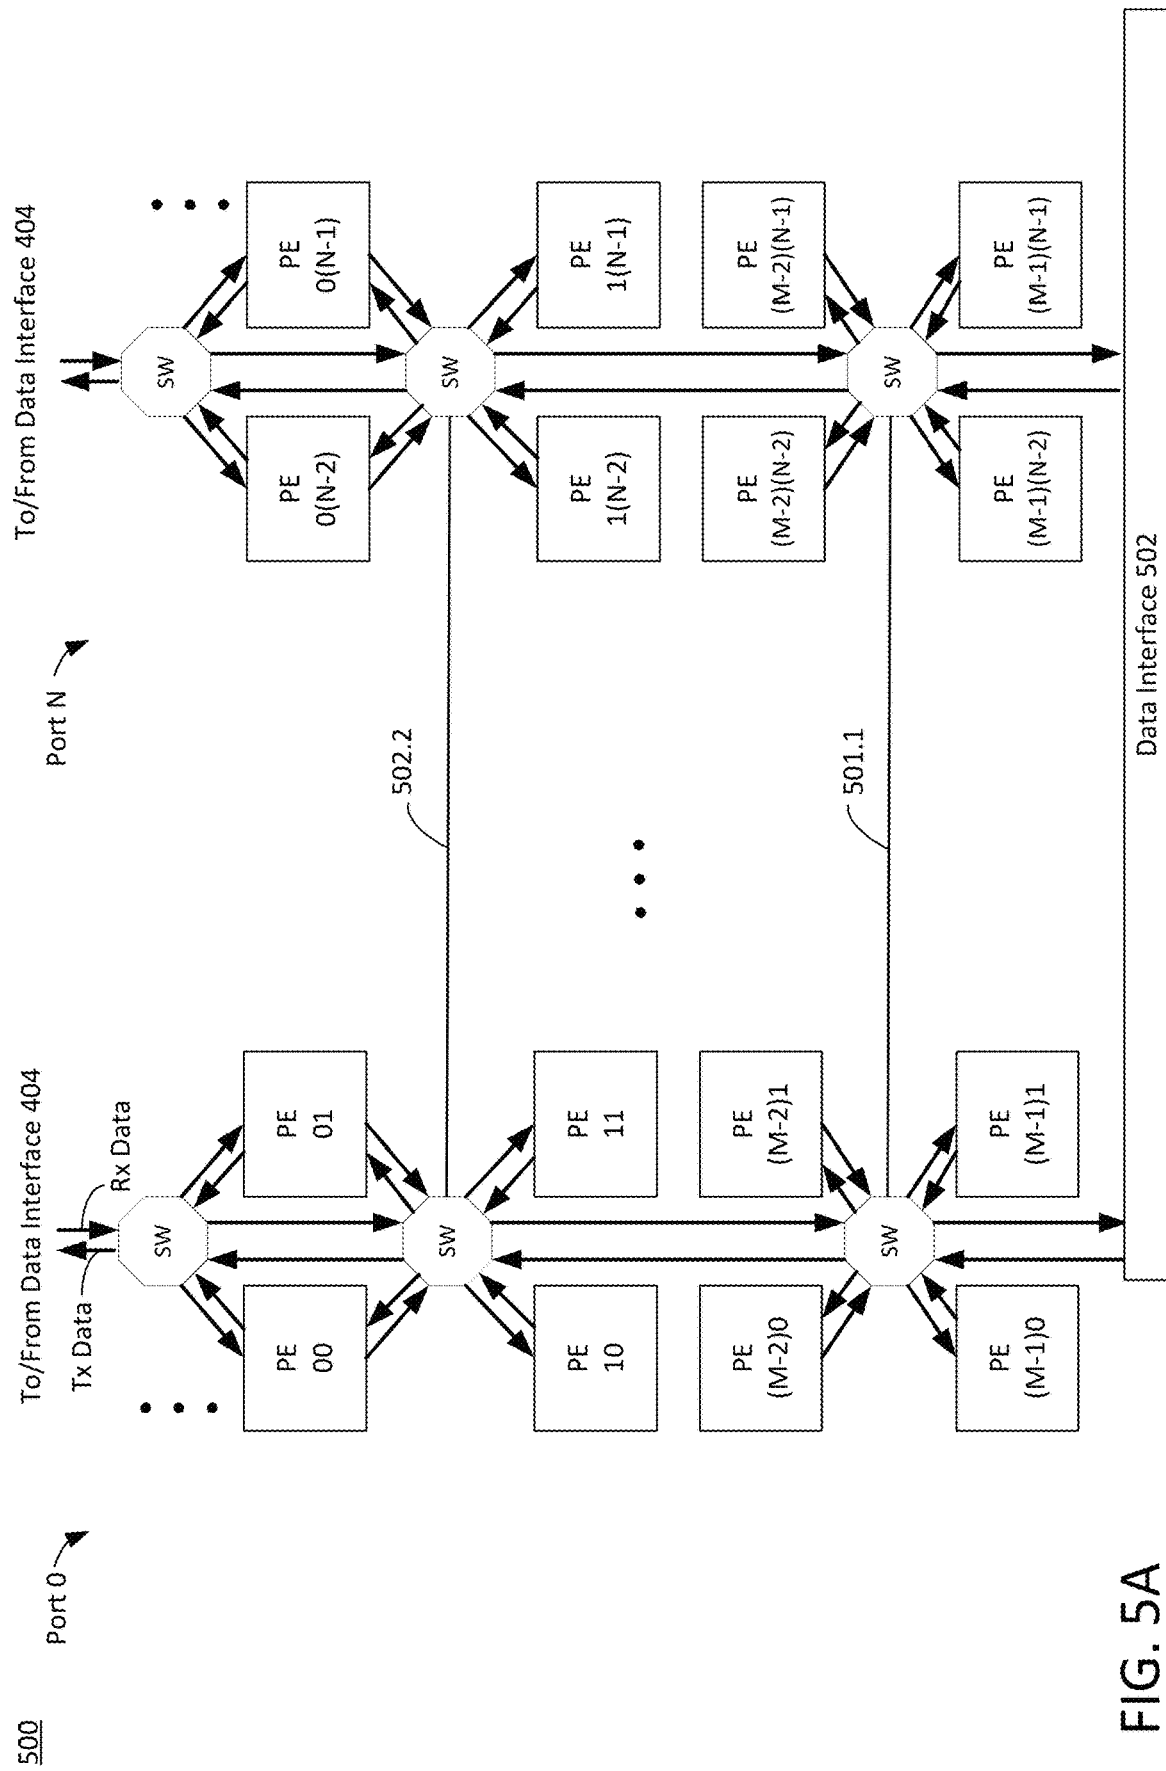 500
Port 0
To/From Data Interface 404
Tx Data
Rx Data
SW
PE
00
PE
01
SW
PE
10
PE
11
PE
(M-2)0
PE
(M-2)1
SW
PE
(M-1)0
PE
(M-1)1
502.2
501.1
Port N
To/From Data Interface 404
SW
PE
0(N-2)
PE
0(N-1)
SW
PE
1(N-2)
PE
1(N-1)
PE
(M-2)(N-2)
PE
(M-2)(N-1)
SW
PE
(M-1)(N-2)
PE
(M-1)(N-1)
Data Interface 502
FIG. 5A